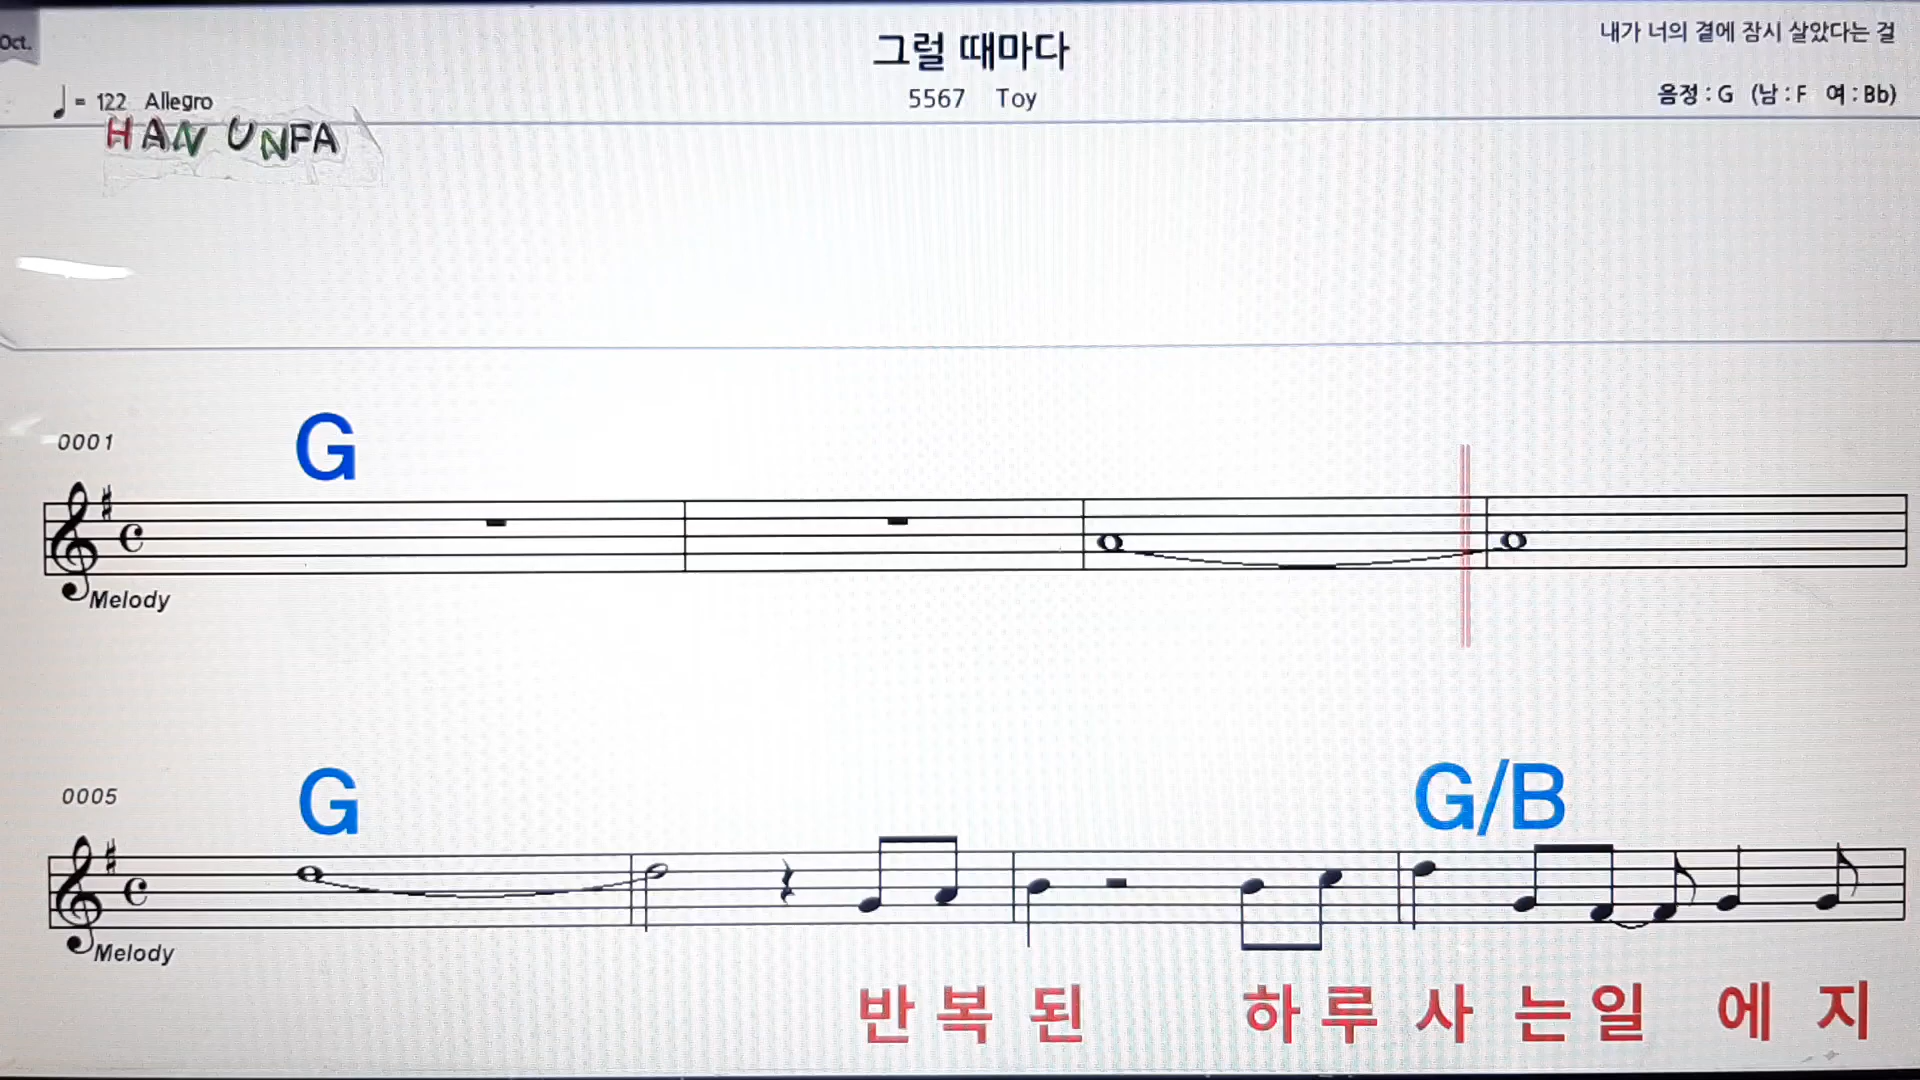 Oct.
그럴 때마다
내가 너의 곁에 잠시 살았다는 걸
♩ = 122 Allegro
5567 Toy
음정 : G (남 : F 여 : Bb)
HAN UNFA
0001
G
Melody
0005
G G/B
Melody
반 복 된 하 루 사 는 일 에 지